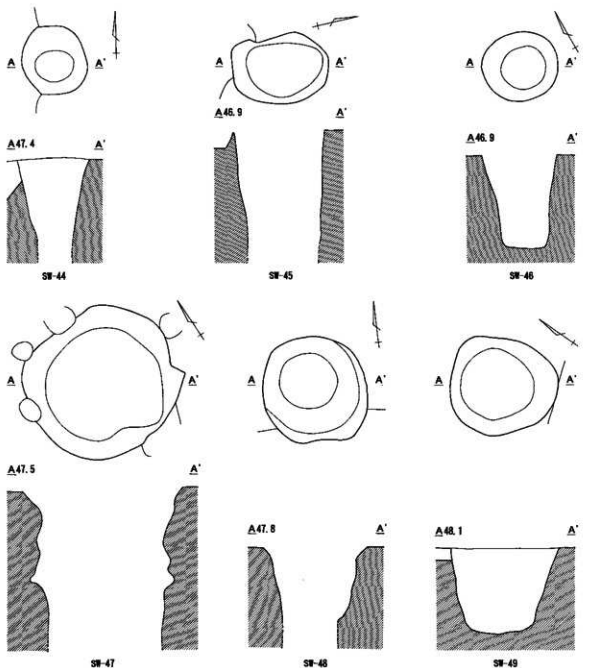 A A'
A A'
A A'
A47.4 A'
A46.9 A'
A46.9 A'
SW-44
SW-45
SW-46
A A'
A A'
A A'
A47.5 A'
A47.8 A'
A48.1 A'
SW-47
SW-48
SW-49